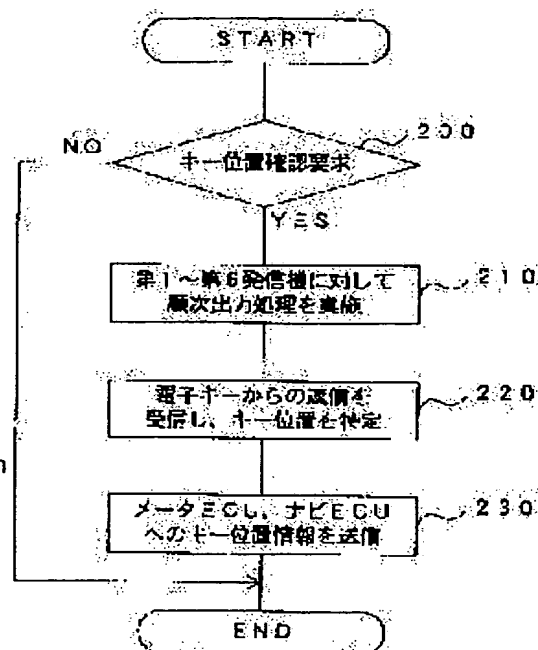 START
キー位置確認要求
200
NO
YES
第1〜第6発信機に対して
順次出力処理を実施
210
電子キーからの返信を
受信し、キー位置を特定
220
メータECU、ナビECU
へのキー位置情報を送信
230
END